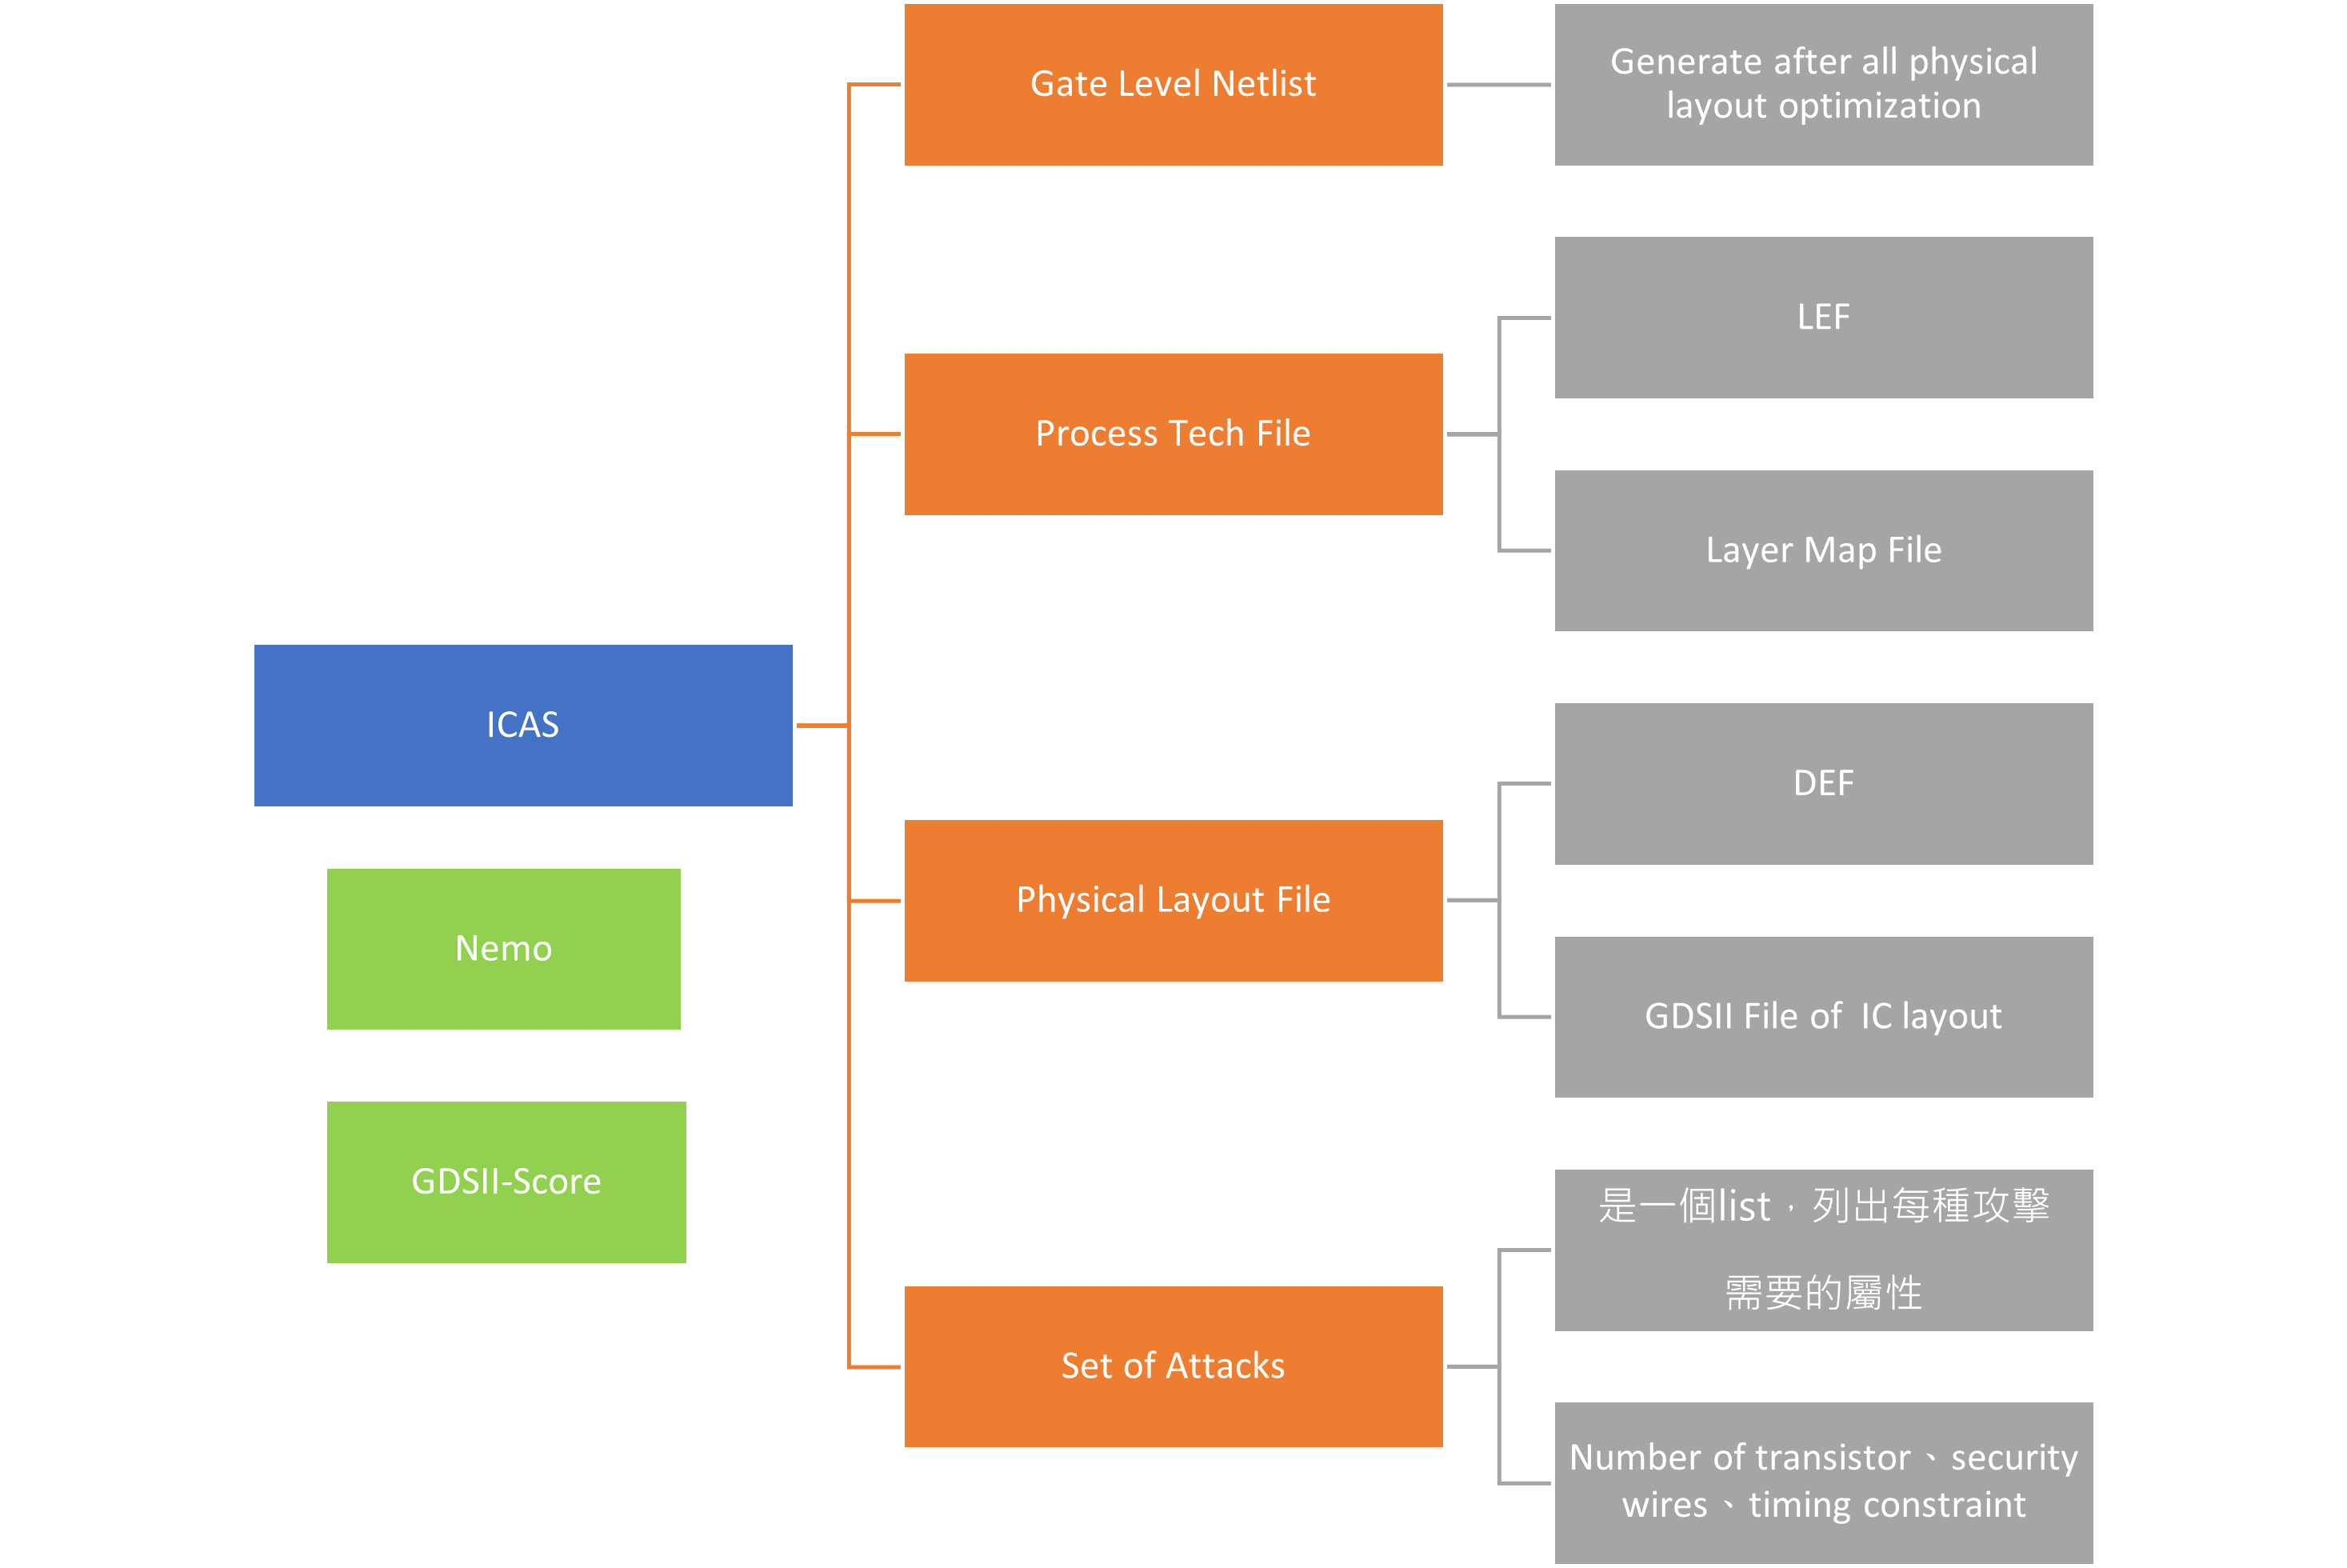 Gate Level Netlist
Generate after all physical
layout optimization
Process Tech File
LEF
Layer Map File
ICAS
Nemo
GDSII-Score
Physical Layout File
DEF
GDSII File of  IC layout
Set of Attacks
是一個list，列出每種攻擊
需要的屬性
Number of transistor、security
wires、timing constraint